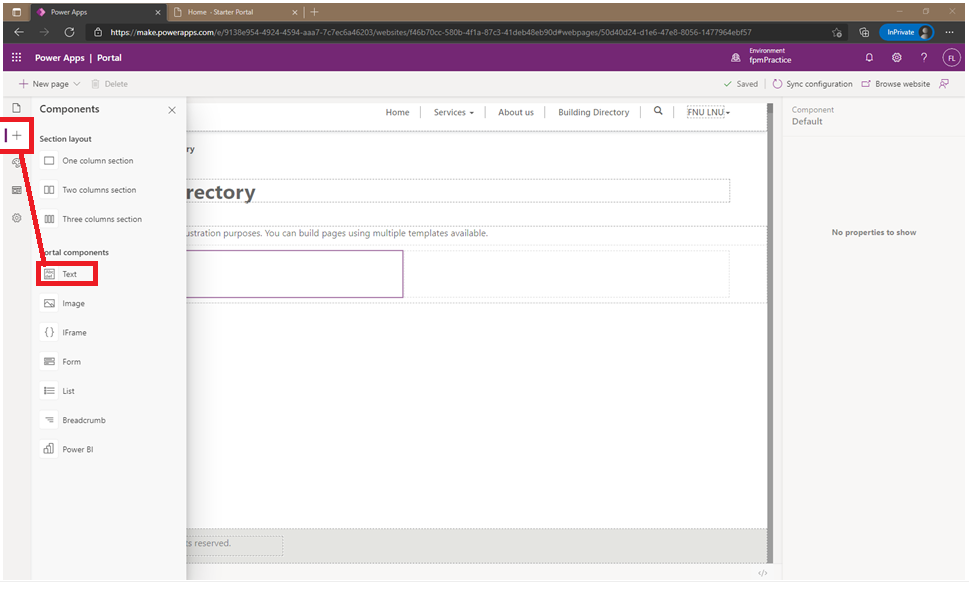 Power Apps
Home - Starter Portal
https://make.powerapps.com/e/9138e954-4924-4594-aaa7-7c7ec6a46203/websites/f46b70cc-580b-4f1a-87c3-41deb48eb90d#webpages/50d40d24-d1e6-47e8-8056-1477964ebf57
InPrivate
Power Apps | Portal
Environment
fpmPractice
?
FL
+ New page
Delete
Saved
Sync configuration
Browse website
Components
Section layout
One column section
Two columns section
Three columns section
ortal components
Text
Image
IFrame
Form
List
Breadcrumb
Power BI
Home
Services
About us
Building Directory
FNU LNU
ry
rectory
ustration purposes. You can build pages using multiple templates available.
ts reserved.
</>
Component
Default
No properties to show